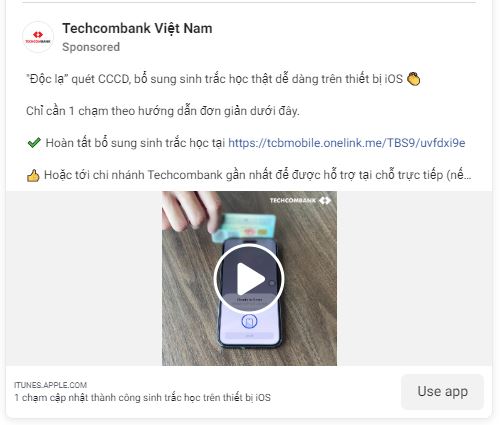 TECHCOMBANK
Techcombank Việt Nam
Sponsored
"Độc lạ" quét CCCD, bổ sung sinh trắc học thật dễ dàng trên thiết bị iOS 👏
Chỉ cần 1 chạm theo hướng dẫn đơn giản dưới đây.
✔ Hoàn tất bổ sung sinh trắc học tại https://tcbmobile.onelink.me/TBS9/uvfdxi9e
👍 Hoặc tới chi nhánh Techcombank gần nhất để được hỗ trợ tại chỗ trực tiếp (nế...
TECHCOMBANK
ITUNES.APPLE.COM
1 chạm cập nhật thành công sinh trắc học trên thiết bị iOS
Use app